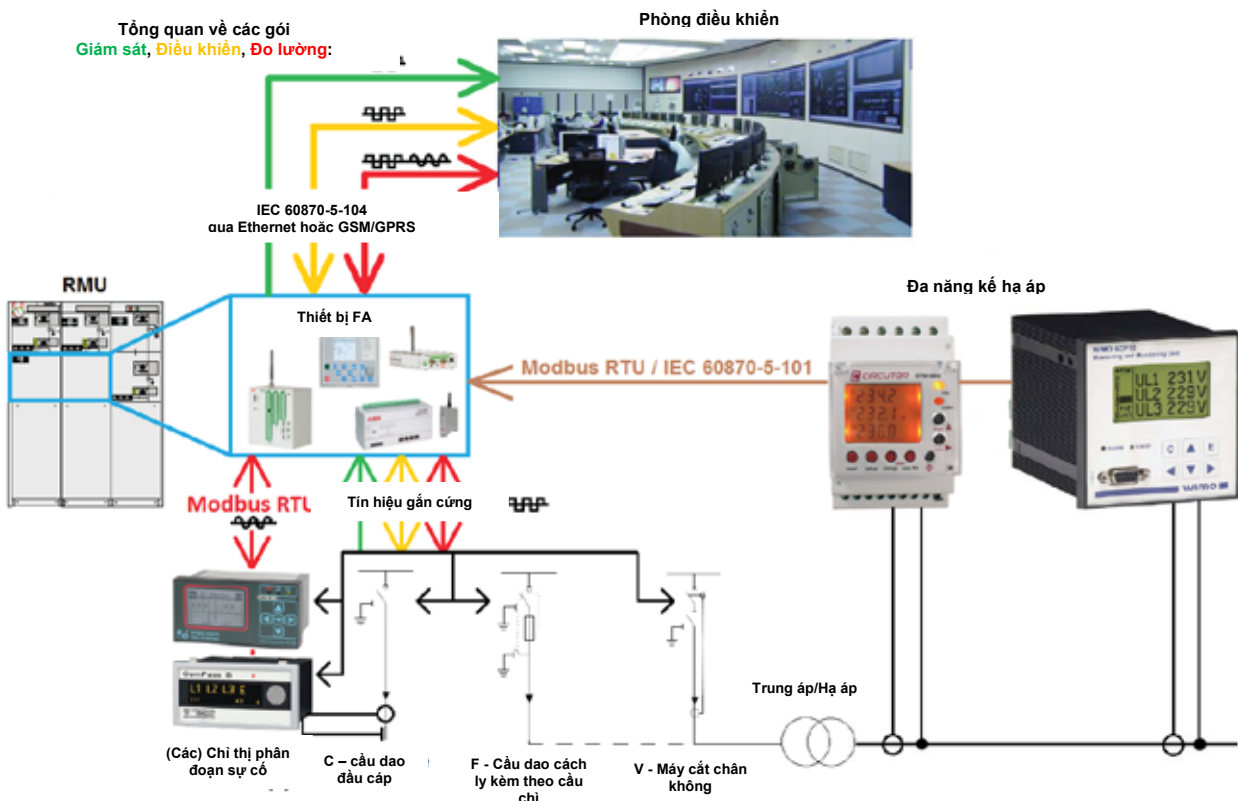 Tổng quan về các gói
Giám sát, Điều khiển, Đo lường:
Phòng điều khiển
IEC 60870-5-104
qua Ethernet hoặc GSM/GPRS
RMU
Thiết bị FA
Đa năng kế hạ áp
Modbus RTU / IEC 60870-5-101
CIRCUTOR
ABB
UL1 231V
UL2 229V
UL3 229V
C
E
Modbus RTU
Tín hiệu gắn cứng
L1 L2 L3 E
Trung áp/Hạ áp
(Các) Chỉ thị phân
đoạn sự cố
C – cầu dao
đầu cáp
F - Cầu dao cách
ly kèm theo cầu
chì
V - Máy cắt chân
không